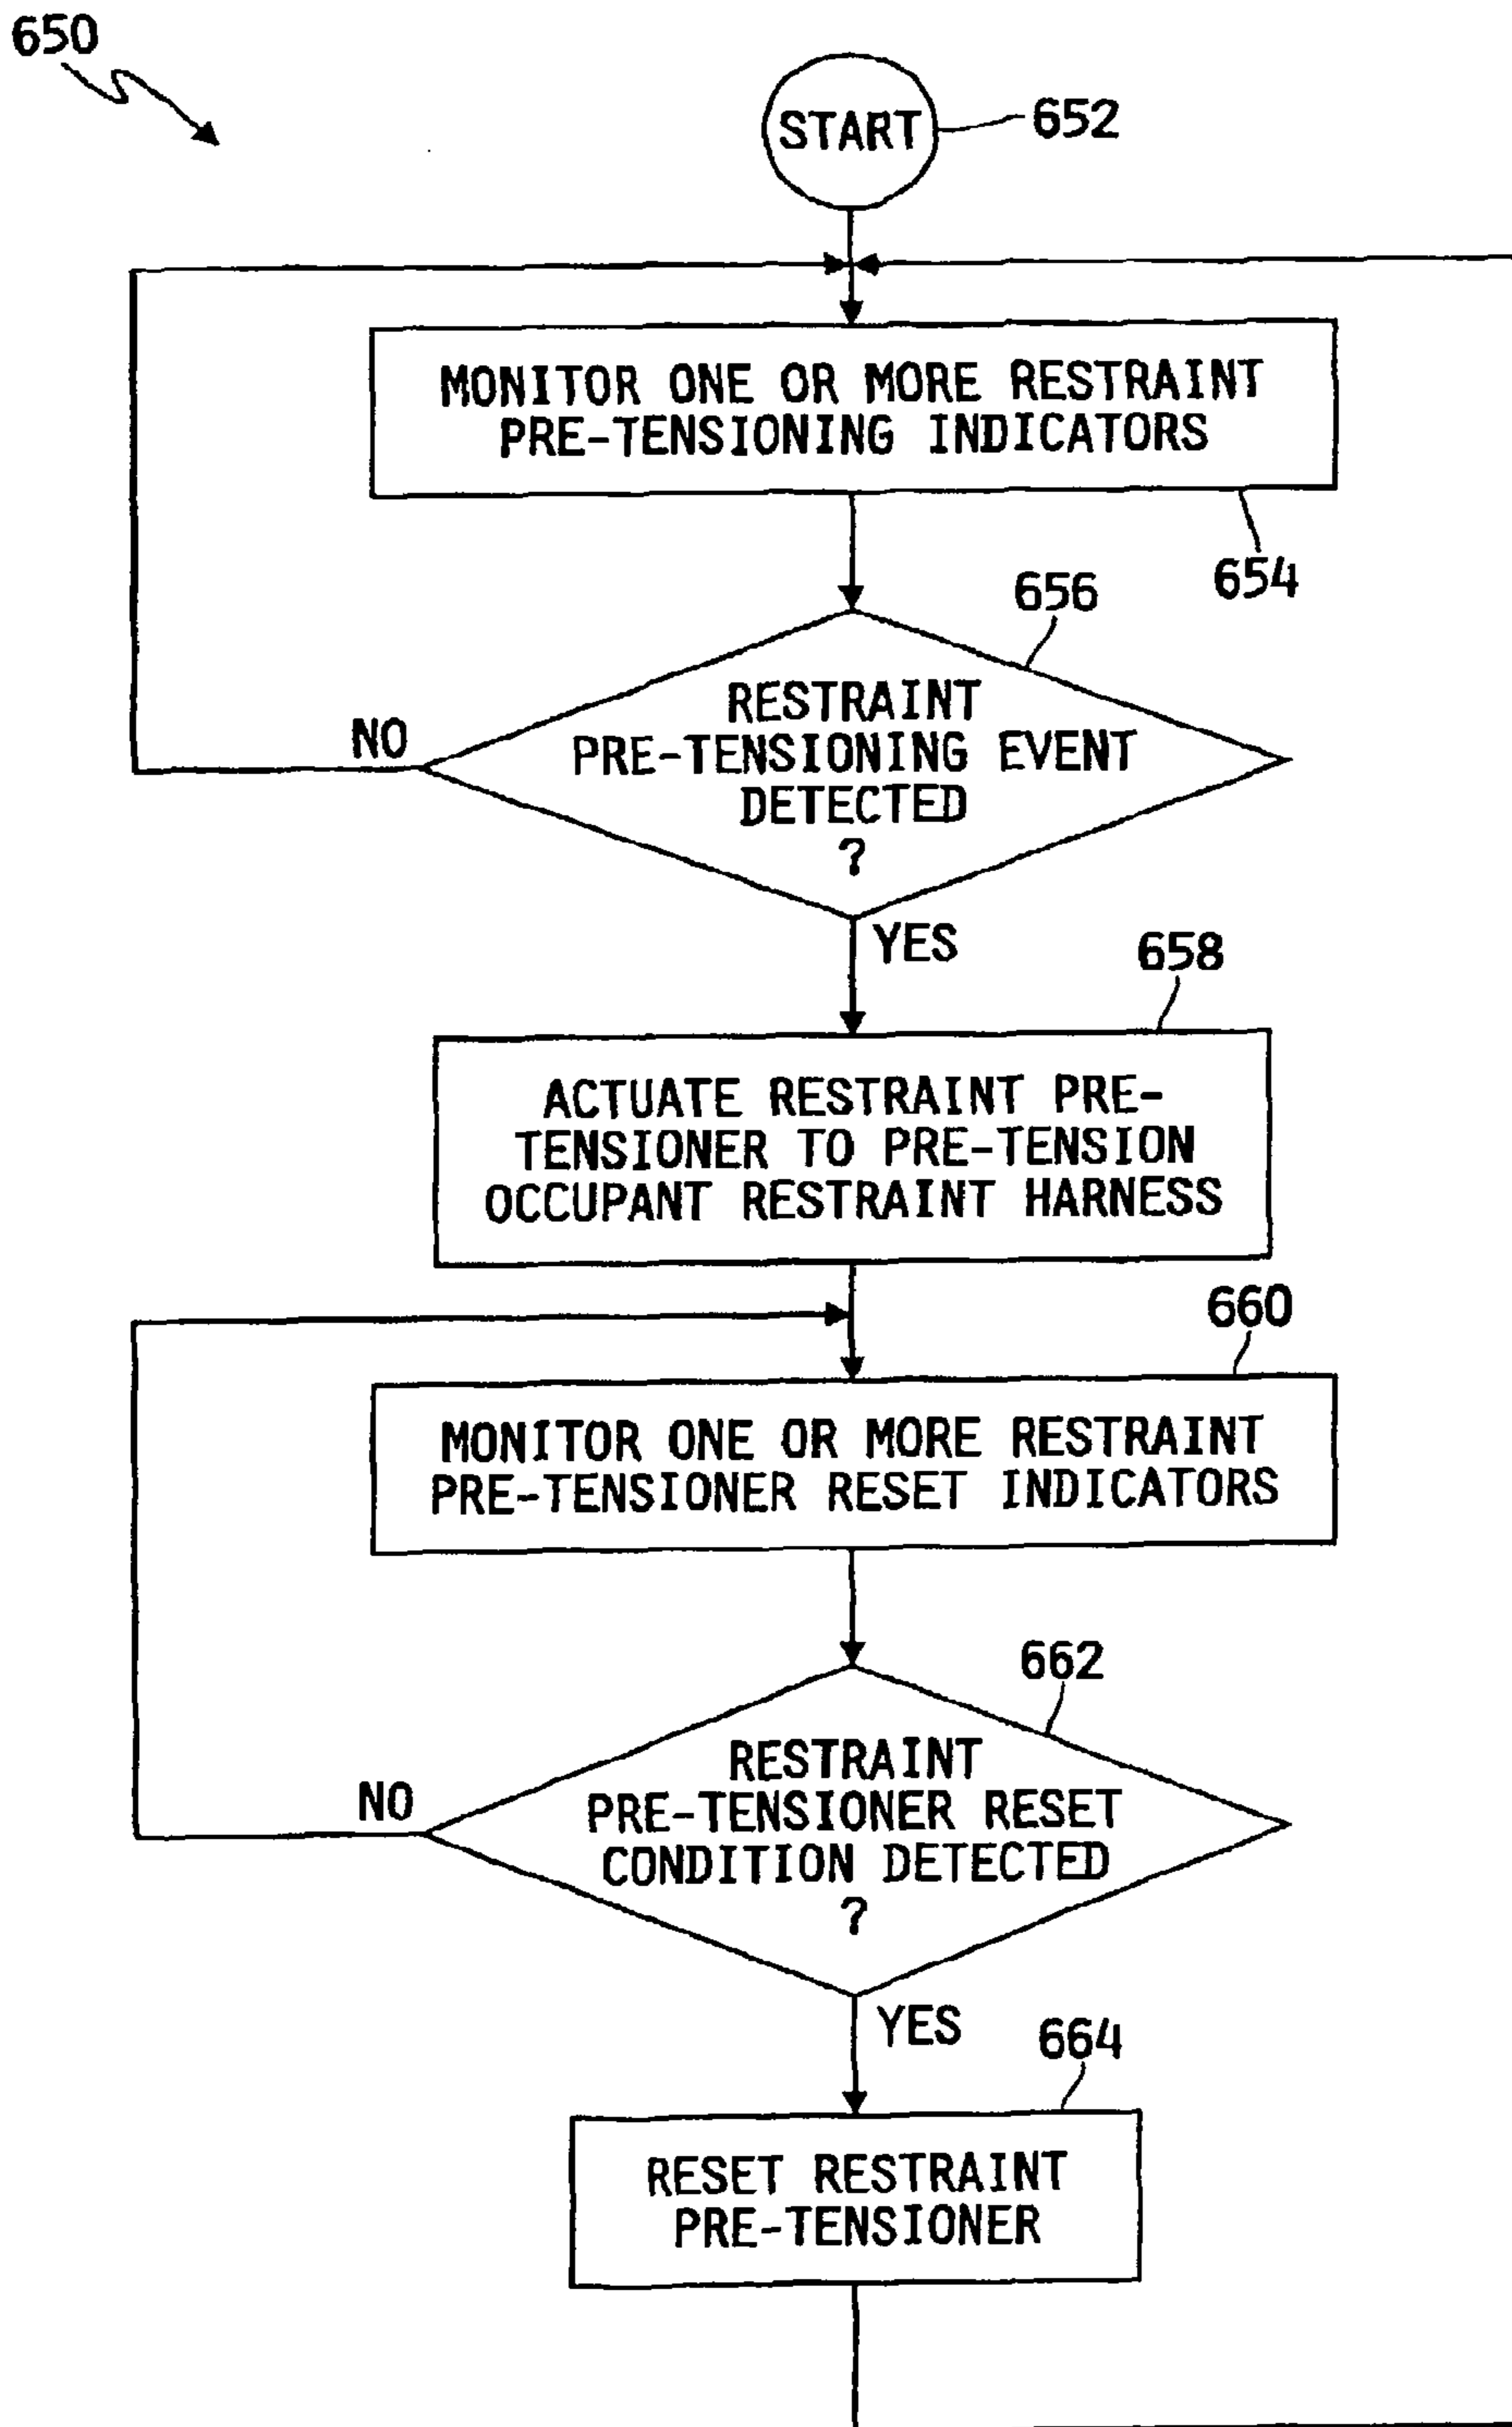 650
START
652
MONITOR ONE OR MORE RESTRAINT
PRE-TENSIONING INDICATORS
654
656
RESTRAINT
PRE-TENSIONING EVENT
DETECTED
?
NO
YES
658
ACTUATE RESTRAINT PRE-
TENSIONER TO PRE-TENSION
OCCUPANT RESTRAINT HARNESS
660
MONITOR ONE OR MORE RESTRAINT
PRE-TENSIONER RESET INDICATORS
662
RESTRAINT
PRE-TENSIONER RESET
CONDITION DETECTED
?
NO
YES
664
RESET RESTRAINT
PRE-TENSIONER